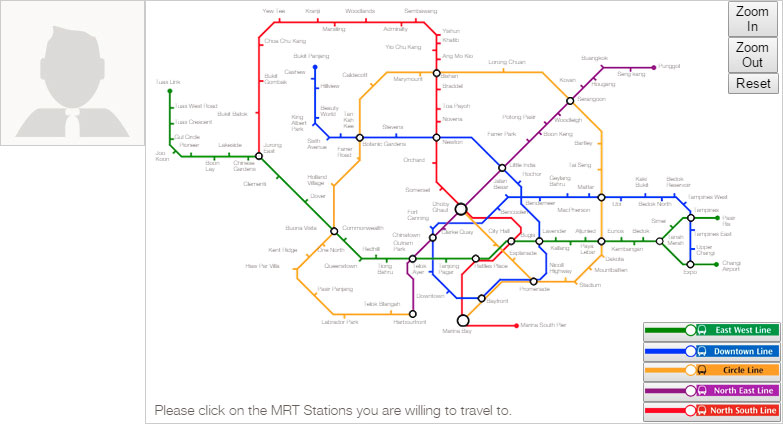 Zoom In
Zoom Out
Reset
Yew Tee
Kranji
Woodlands
Sembawang
Marsiling
Admiralty
Yishun
Khatib
Yio Chu Kang
Ang Mo Kio
Choa Chu Kang
Bukit Gombak
Bukit Batok
Bukit Panjang
Cashew
Hillview
Beauty World
King Albert Park
Sixth Avenue
Tan Kah Kee
Caldecott
Marymount
Bishan
Braddell
Toa Payoh
Novena
Newton
Lorong Chuan
Buangkok
Sengkang
Punggol
Hougang
Kovan
Serangoon
Woodleigh
Potong Pasir
Boon Keng
Farrer Park
Bartley
Tai Seng
Tuas Link
Tuas West Road
Tuas Crescent
Gul Circle
Joo Koon
Pioneer
Boon Lay
Lakeside
Chinese Gardens
Jurong East
Clementi
Dover
Holland Village
Farrer Road
Botanic Gardens
Stevens
Orchard
Somerset
Dhoby Ghaut
Little India
Rochor
Jalan Besar
Bendemeer
Geylang Bahru
Mattar
MacPherson
Ubi
Kaki Bukit
Bedok North
Bedok Reservoir
Tampines West
Tampines
Tampines East
Upper Changi
Expo
Pasir Ris
Simei
Tanah Merah
Changi Airport
Buona Vista
Commonwealth
One North
Kent Ridge
Haw Par Villa
Pasir Panjang
Labrador Park
Telok Blangah
Harbourfront
Queenstown
Redhill
Tiong Bahru
Outram Park
Chinatown
Fort Canning
Clarke Quay
Bencoolen
City Hall
Bugis
Lavender
Kallang
Aljunied
Paya Lebar
Eunos
Kembangan
Bedok
Dakota
Mountbatten
Stadium
Nicoll Highway
Promenade
Esplanade
Raffles Place
Tanjong Pagar
Telok Ayer
Downtown
Bayfront
Marina Bay
Marina South Pier
East West Line
Downtown Line
Circle Line
North East Line
North South Line
Please click on the MRT Stations you are willing to travel to.